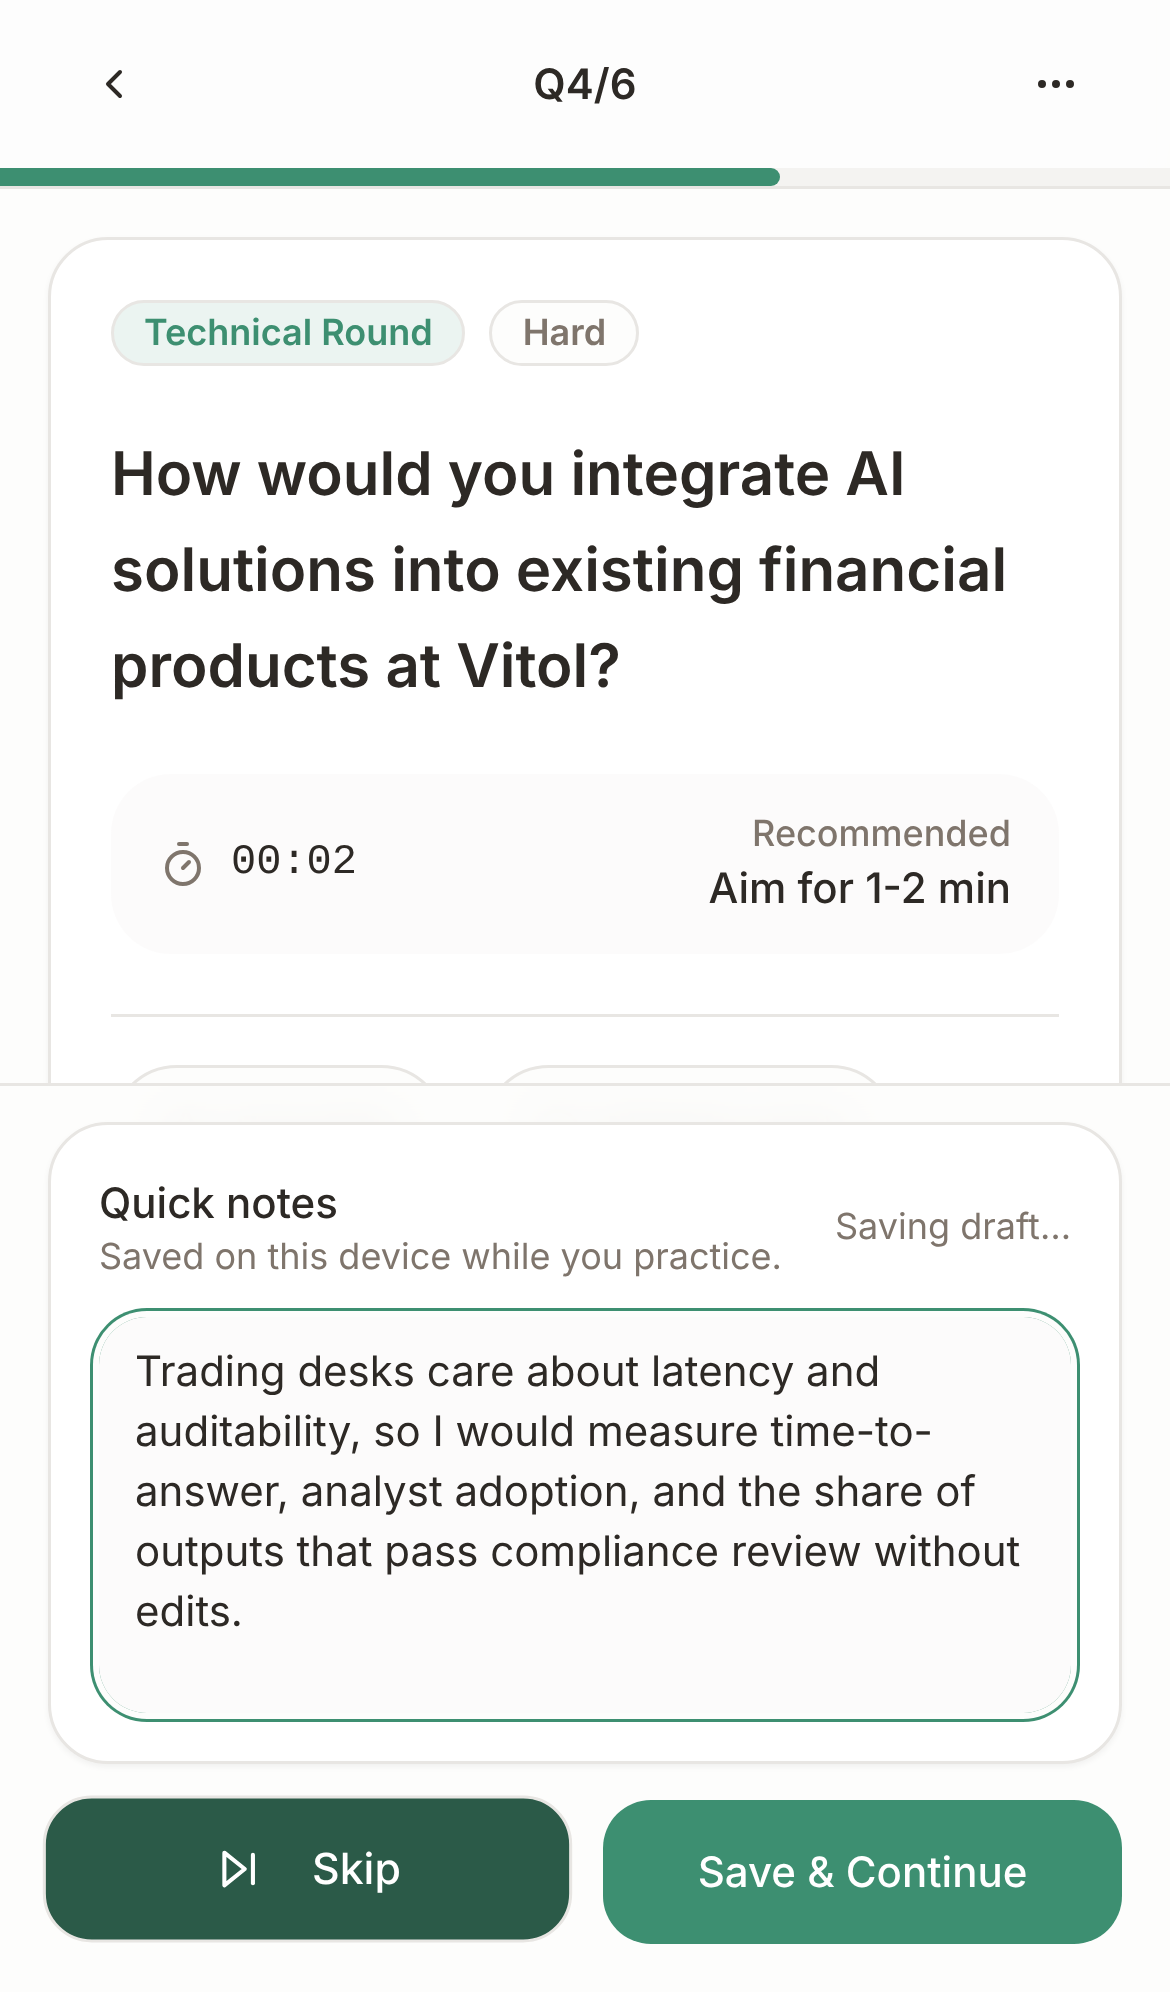 Q4/6
Technical Round
Hard
How would you integrate AI
solutions into existing financial
products at Vitol?
00:02
Recommended
Aim for 1-2 min
Quick notes
Saved on this device while you practice.
Saving draft...
Trading desks care about latency and
auditability, so I would measure time-to-
answer, analyst adoption, and the share of
outputs that pass compliance review without
edits.
Skip
Save & Continue